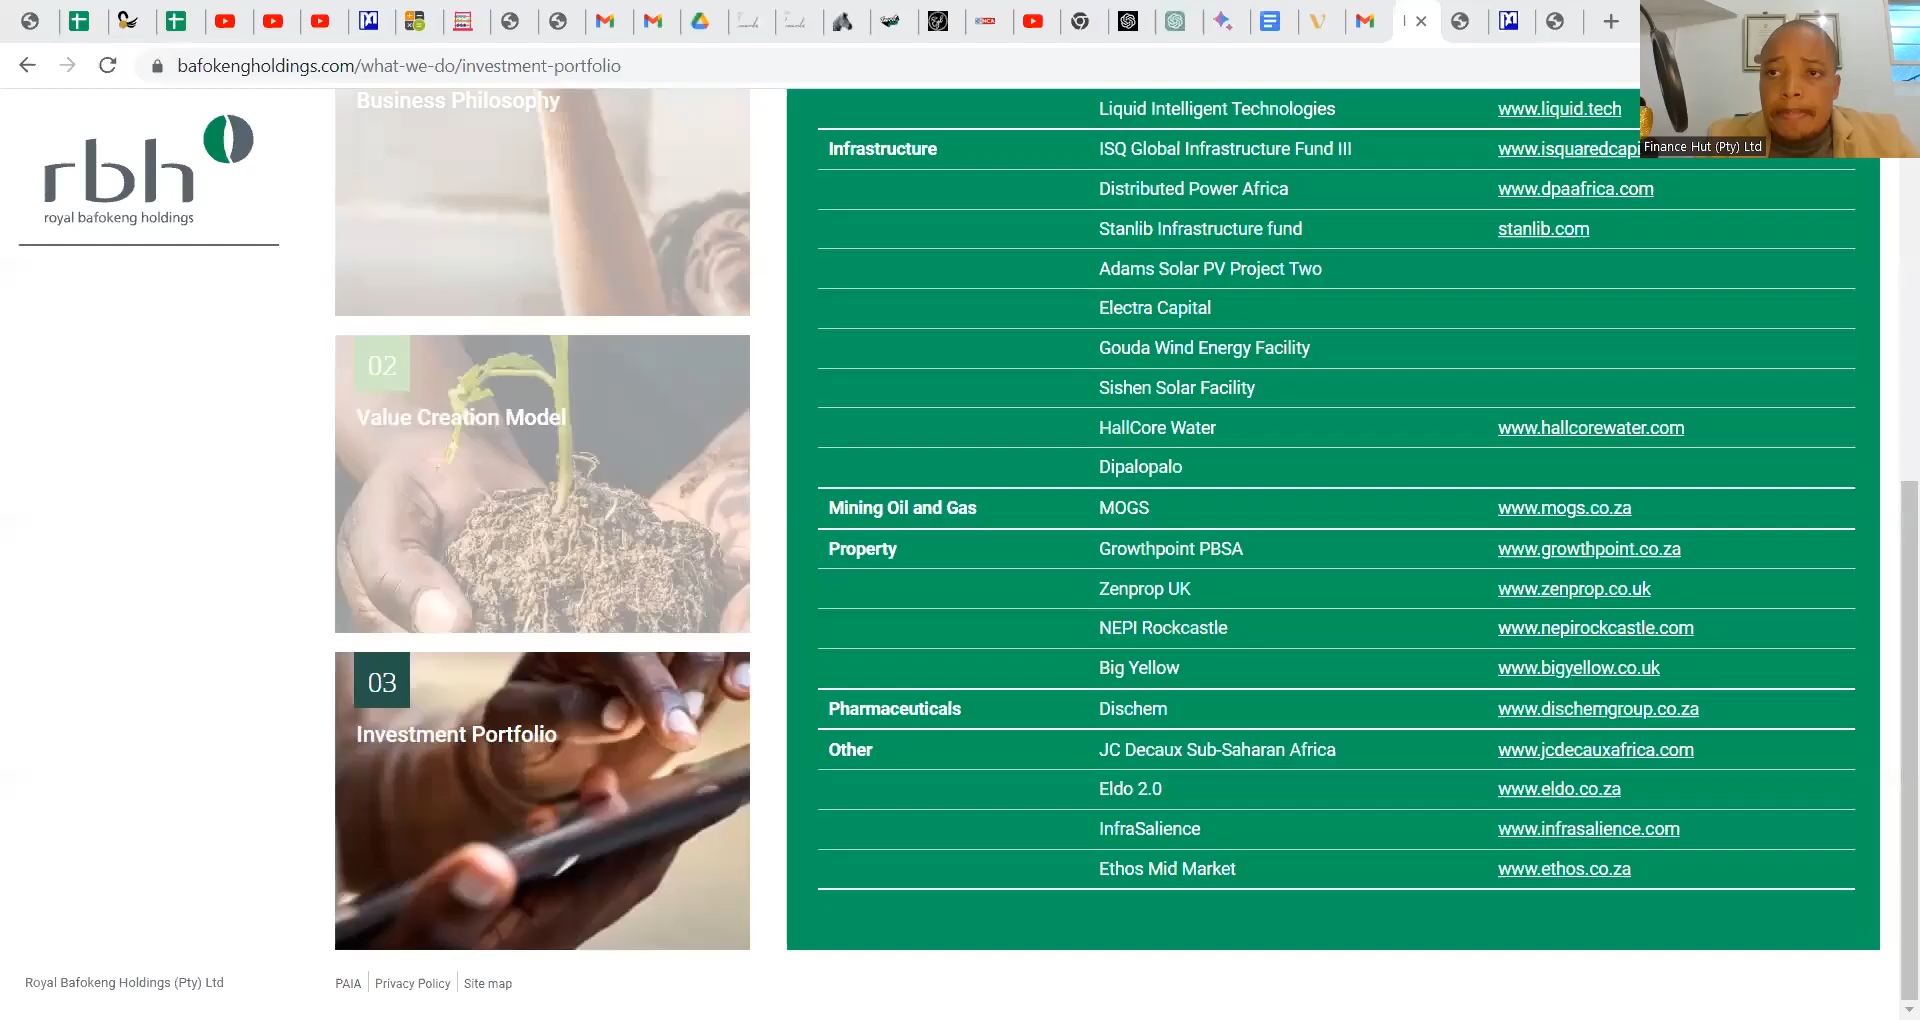 bafokengholdings.com/what-we-do/investment-portfolio
Finance Hut (Pty) Ltd
rbh
royal bafokeng holdings
Business Philosophy
02
Value Creation Model
03
Investment Portfolio
Liquid Intelligent Technologies www.liquid.tech
Infrastructure ISQ Global Infrastructure Fund III www.isquaredcapi
Distributed Power Africa www.dpaafrica.com
Stanlib Infrastructure fund stanlib.com
Adams Solar PV Project Two
Electra Capital
Gouda Wind Energy Facility
Sishen Solar Facility
HallCore Water www.hallcorewater.com
Dipalopalo
Mining Oil and Gas MOGS www.mogs.co.za
Property Growthpoint PBSA www.growthpoint.co.za
Zenprop UK www.zenprop.co.uk
NEPI Rockcastle www.nepirockcastle.com
Big Yellow www.bigyellow.co.uk
Pharmaceuticals Dischem www.dischemgroup.co.za
Other JC Decaux Sub-Saharan Africa www.jcdecauxafrica.com
Eldo 2.0 www.eldo.co.za
InfraSalience www.infrasalience.com
Ethos Mid Market www.ethos.co.za
Royal Bafokeng Holdings (Pty) Ltd
PAIA Privacy Policy Site map